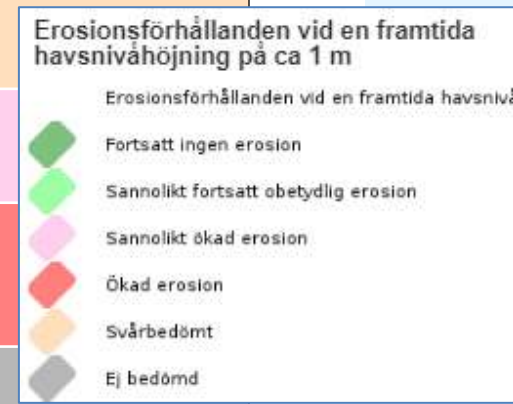 Erosionsförhållanden vid en framtida
havsnivåhöjning på ca 1 m
Erosionsförhållanden vid en framtida havsnivå
Fortsatt ingen erosion
Sannolikt fortsatt obetydlig erosion
Sannolikt ökad erosion
Ökad erosion
Svårbedömt
Ej bedömd